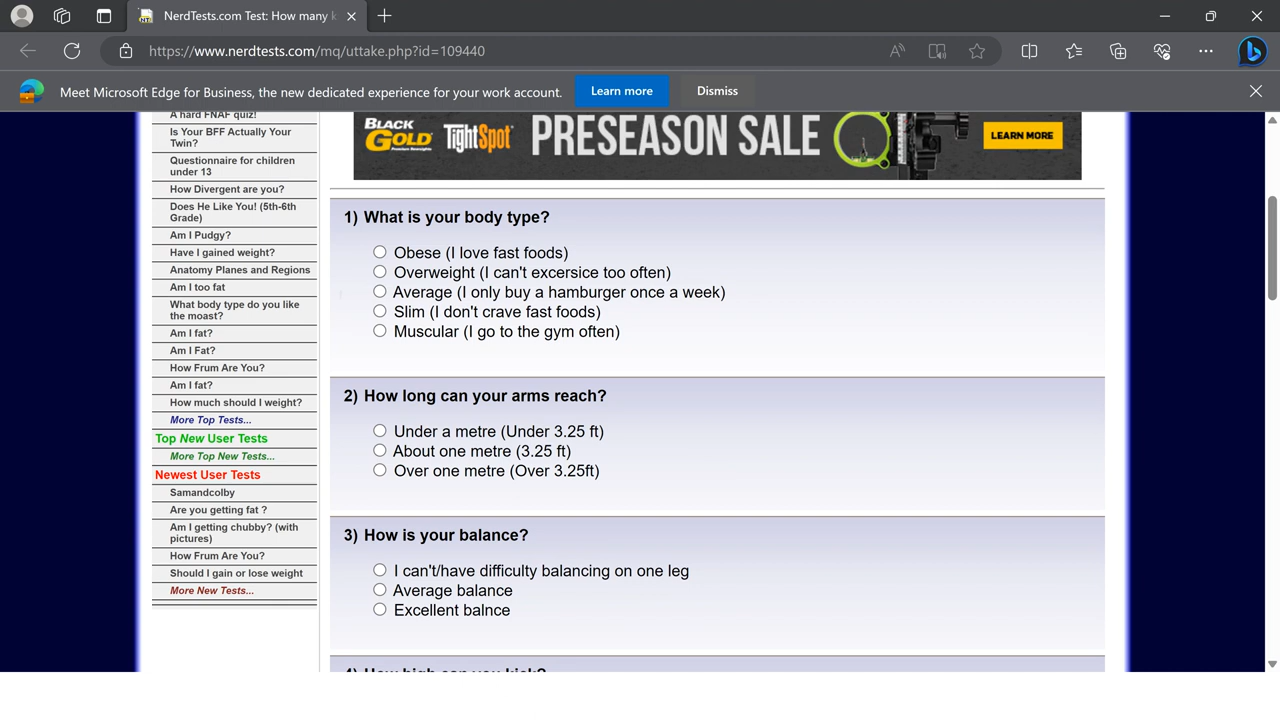 NerdTests.com Test: How many k
https://www.nerdtests.com/mq/uttake.php?id=109440
Meet Microsoft Edge for Business, the new dedicated experience for your work account.
Learn more
Dismiss
A hard FNAF quiz!
Is Your BFF Actually Your
Twin?
Questionnaire for children
under 13
How Divergent are you?
Does He Like You! (5th-6th
Grade)
Am I Pudgy?
Have I gained weight?
Anatomy Planes and Regions
Am I too fat
What body type do you like
the moast?
Am I fat?
Am I Fat?
How Frum Are You?
Am I fat?
How much should I weight?
More Top Tests...
Top New User Tests
More Top New Tests...
Newest User Tests
Samandcolby
Are you getting fat ?
Am I getting chubby? (with
pictures)
How Frum Are You?
Should I gain or lose weight
More New Tests...
BLACK
GOLD
TightSpot
PRESEASON SALE
LEARN MORE
1) What is your body type?
Obese (I love fast foods)
Overweight (I can't excersice too often)
Average (I only buy a hamburger once a week)
Slim (I don't crave fast foods)
Muscular (I go to the gym often)
2) How long can your arms reach?
Under a metre (Under 3.25 ft)
About one metre (3.25 ft)
Over one metre (Over 3.25ft)
3) How is your balance?
I can't/have difficulty balancing on one leg
Average balance
Excellent balnce
4) How high can you kick?